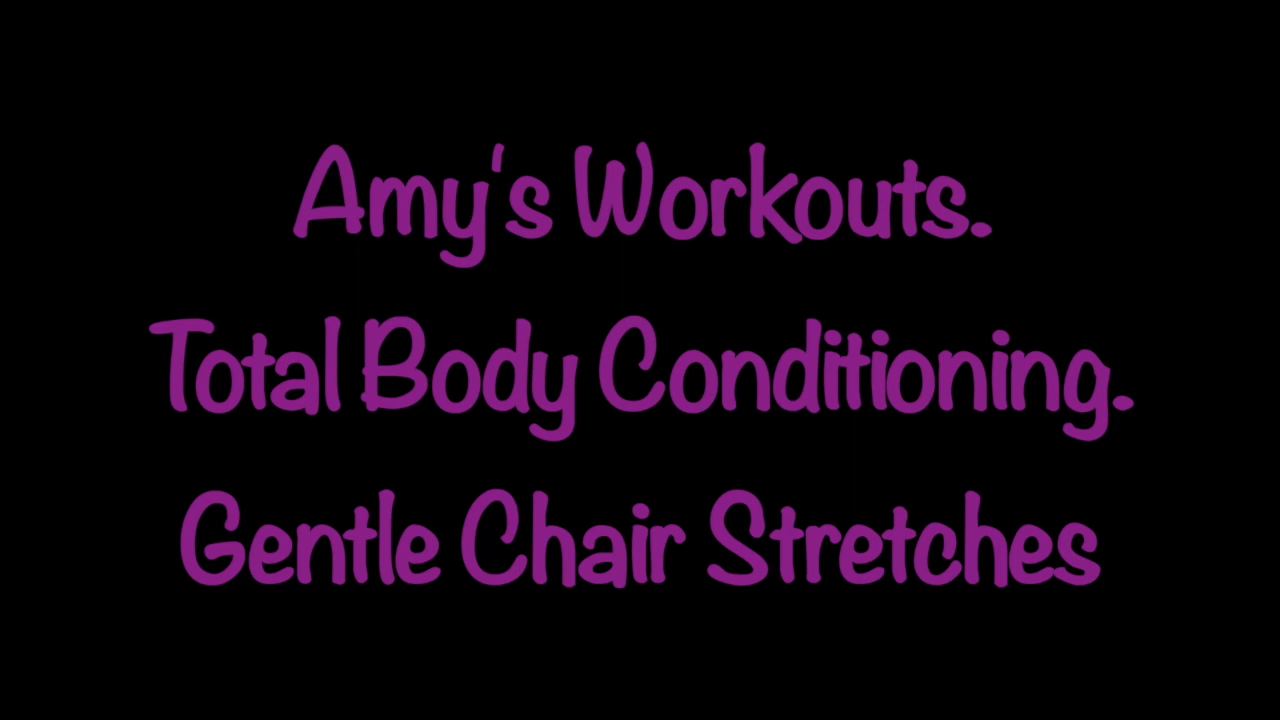 Amy's Workouts.
Total Body Conditioning.
Gentle Chair Stretches